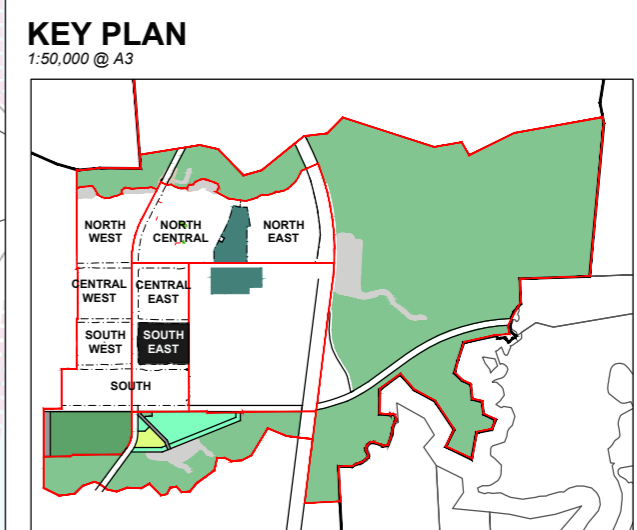 KEY PLAN
1:50,000 @ A3
NORTH
WEST
NORTH
CENTRAL
NORTH
EAST
CENTRAL
WEST
CENTRAL
EAST
SOUTH
WEST
SOUTH
EAST
SOUTH